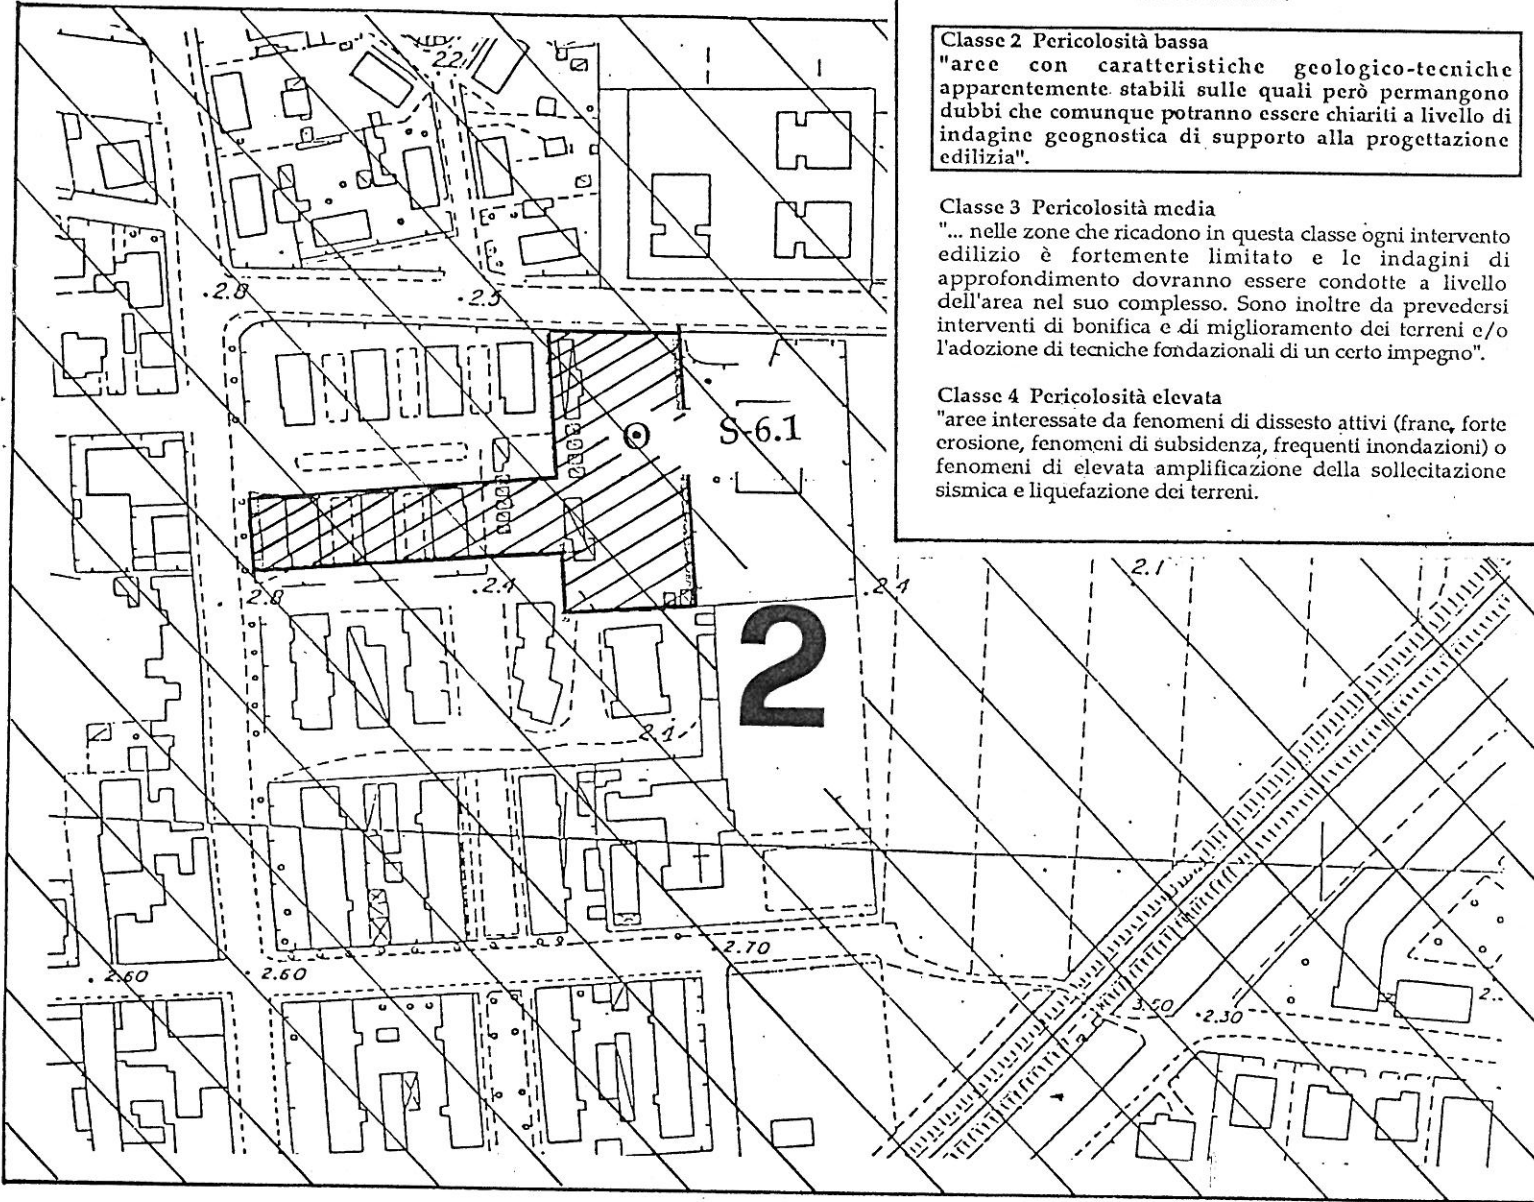 Classe 2 Pericolosità bassa
"aree con caratteristiche geologico-tecniche
apparentemente stabili sulle quali però permangono
dubbi che comunque potranno essere chiariti a livello di
indagine geognostica di supporto alla progettazione
edilizia".
Classe 3 Pericolosità media
"... nelle zone che ricadono in questa classe ogni intervento
edilizio è fortemente limitato e le indagini di
approfondimento dovranno essere condotte a livello
dell'area nel suo complesso. Sono inoltre da prevedersi
interventi di bonifica e di miglioramento dei terreni e/o
l'adozione di tecniche fondazionali di un certo impegno".
Classe 4 Pericolosità elevata
"aree interessate da fenomeni di dissesto attivi (frane, forte
erosione, fenomeni di subsidenza, frequenti inondazioni) o
fenomeni di elevata amplificazione della sollecitazione
sismica e liquefazione dei terreni.
22
.2.8
.2.5
S-6.1
2.8
.2.4
.2.4
2.1
2
2.60
2.60
2.70
3.50
2.30